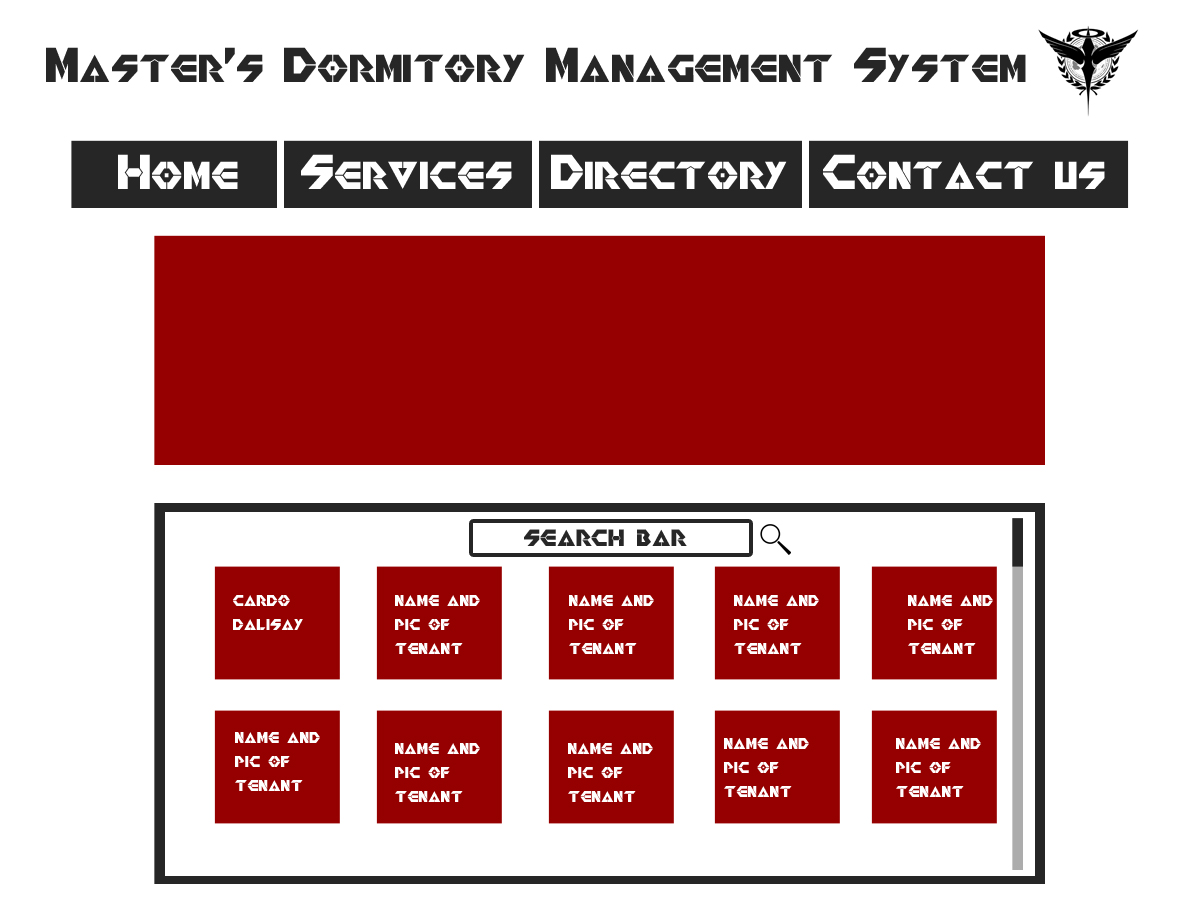 Master's Dormitory Management System
Home Services Directory Contact us
Search Bar
Cardo
Dalisay
Name and
pic of
tenant
Name and
pic of
tenant
Name and
pic of
tenant
Name and
pic of
tenant
Name and
pic of
tenant
Name and
pic of
tenant
Name and
pic of
tenant
Name and
pic of
tenant
Name and
pic of
tenant